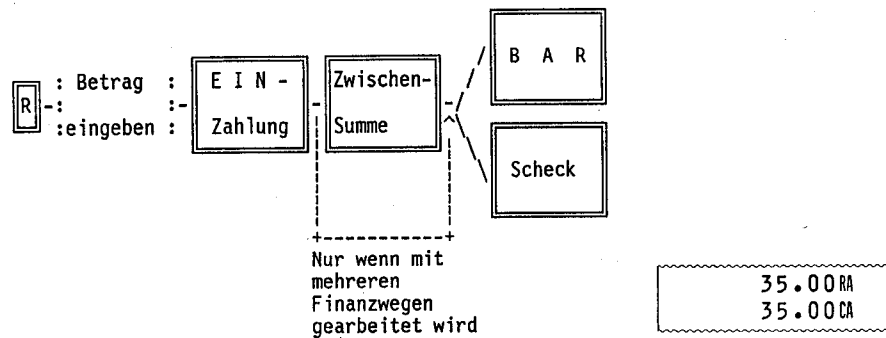 R
: Betrag :
-: :-
:eingeben :
E I N -
Zahlung
Zwischen-
Summe
B A R
Scheck
Nur wenn mit
mehreren
Finanzwegen
gearbeitet wird
35.00RA
35.00CA